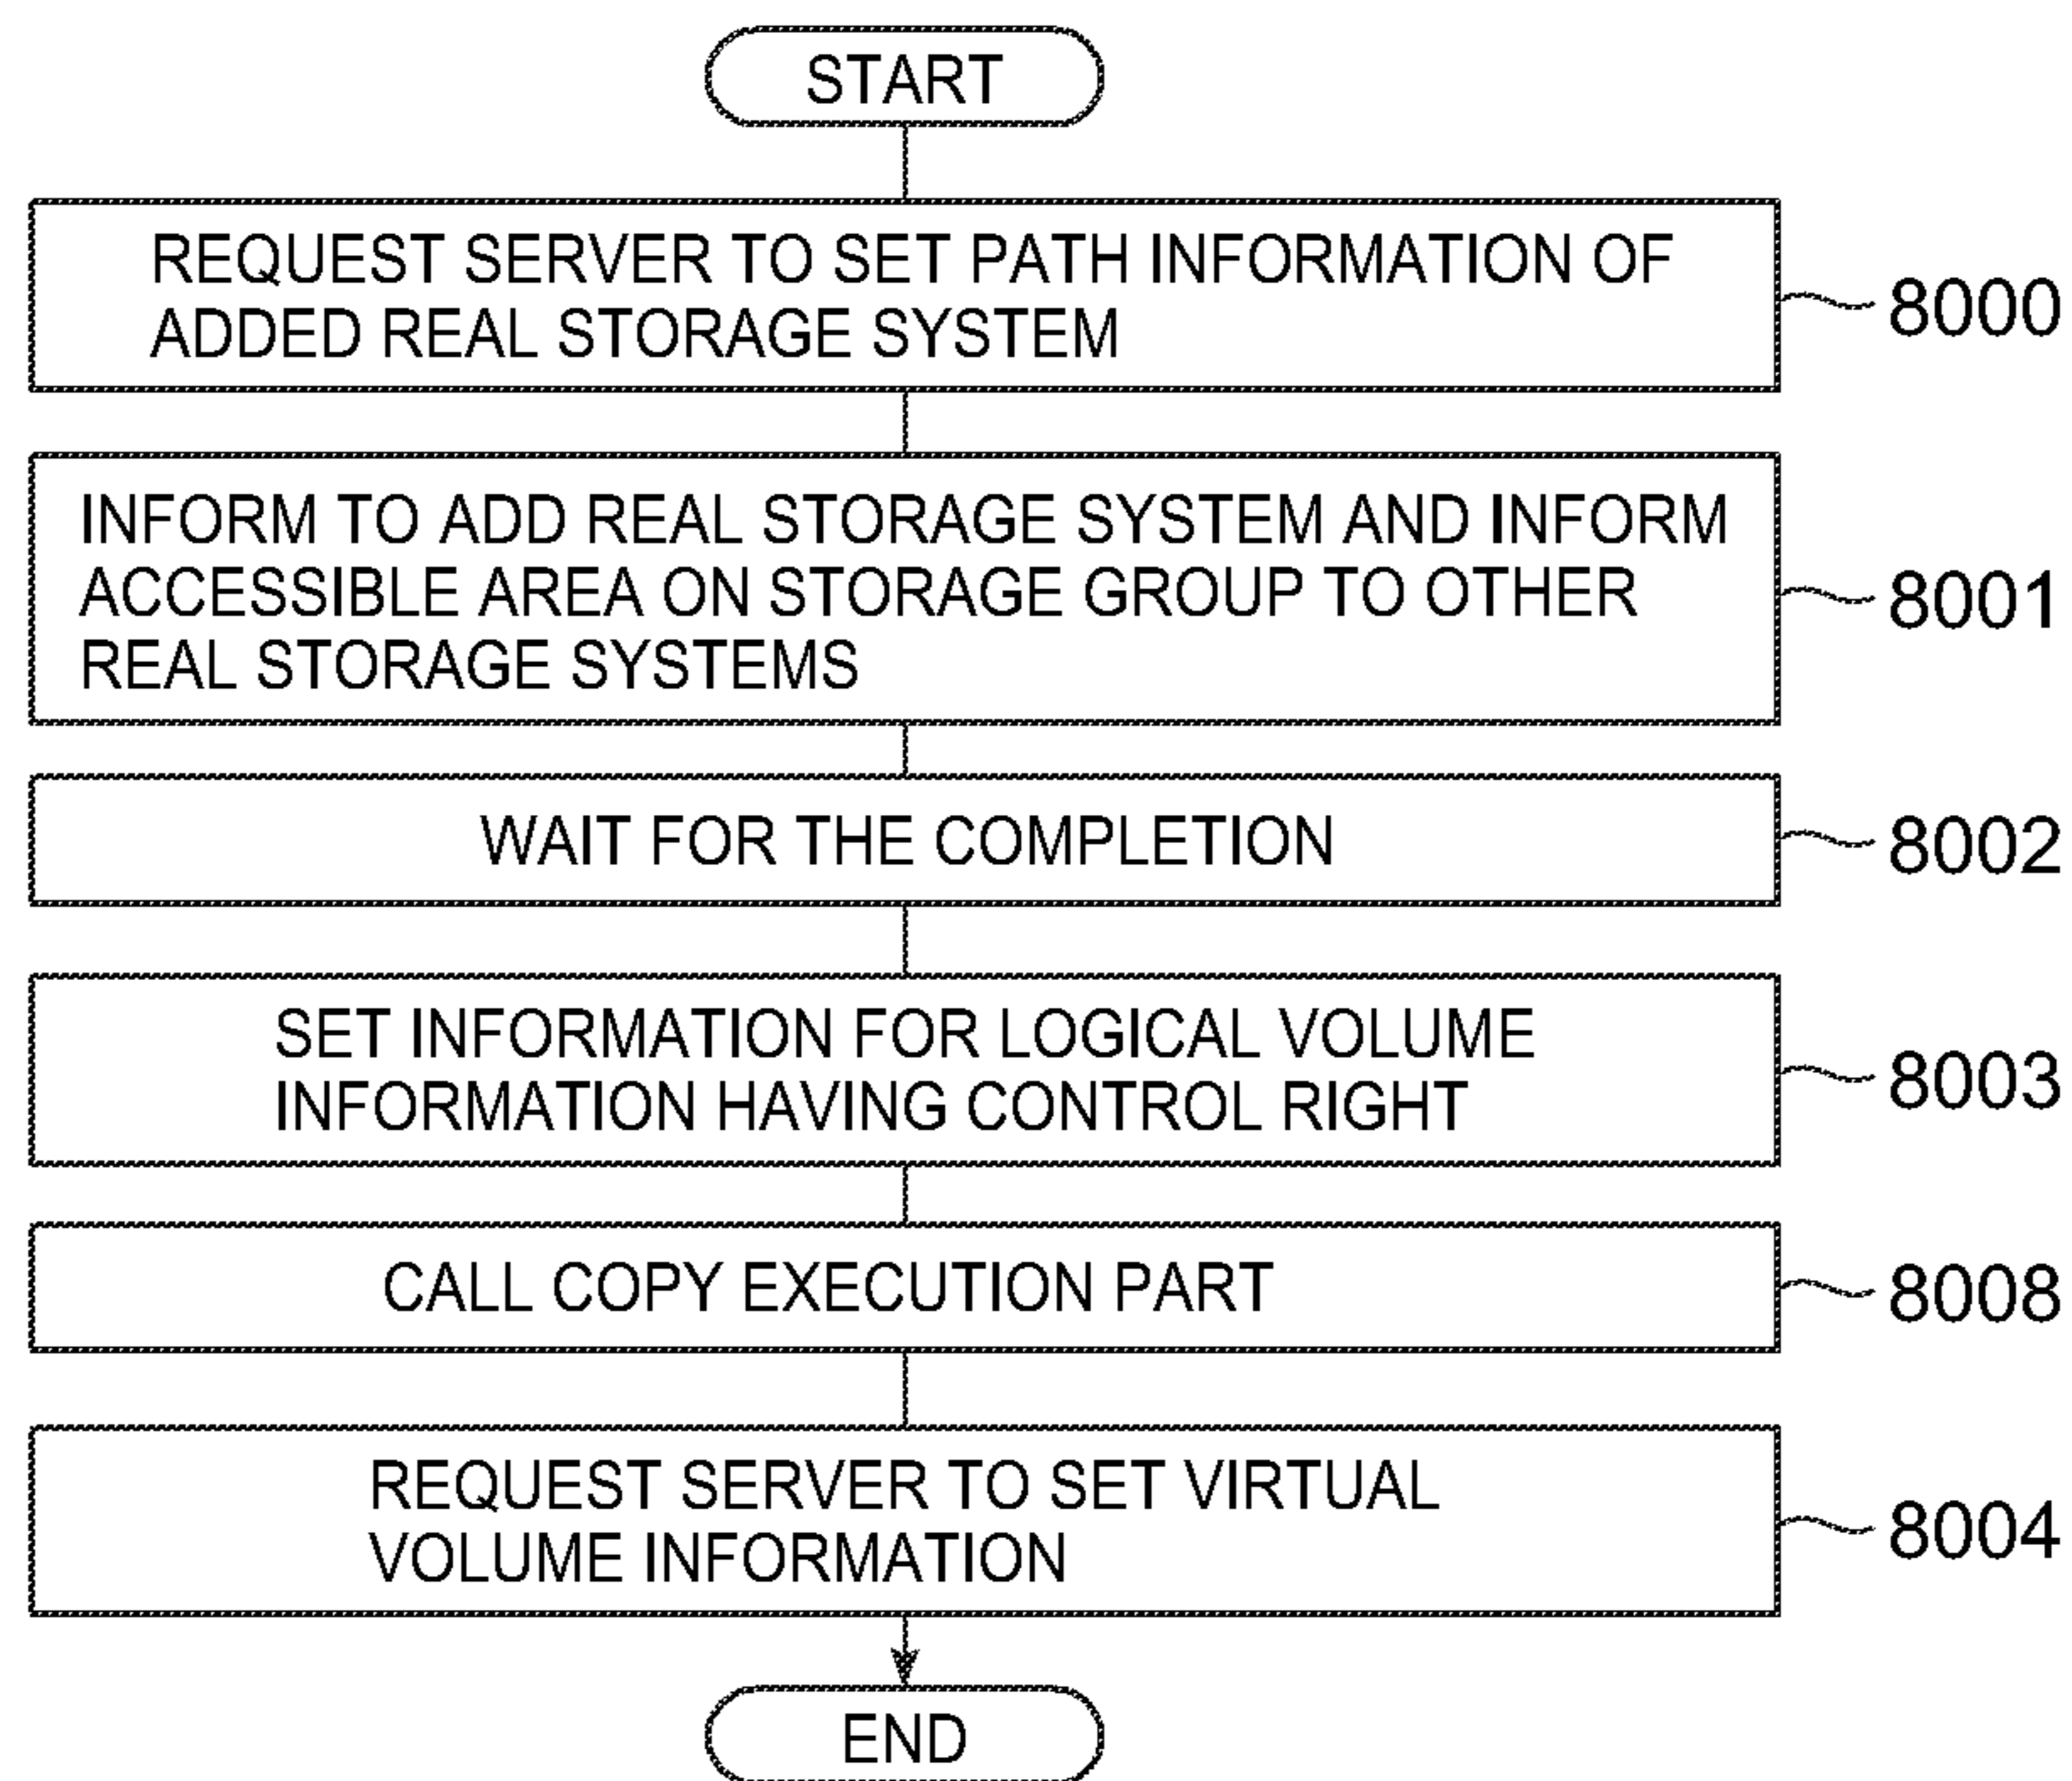 START
REQUEST SERVER TO SET PATH INFORMATION OF
ADDED REAL STORAGE SYSTEM
8000
INFORM TO ADD REAL STORAGE SYSTEM AND INFORM
ACCESSIBLE AREA ON STORAGE GROUP TO OTHER
REAL STORAGE SYSTEMS
8001
WAIT FOR THE COMPLETION
8002
SET INFORMATION FOR LOGICAL VOLUME
INFORMATION HAVING CONTROL RIGHT
8003
CALL COPY EXECUTION PART
8008
REQUEST SERVER TO SET VIRTUAL
VOLUME INFORMATION
8004
END